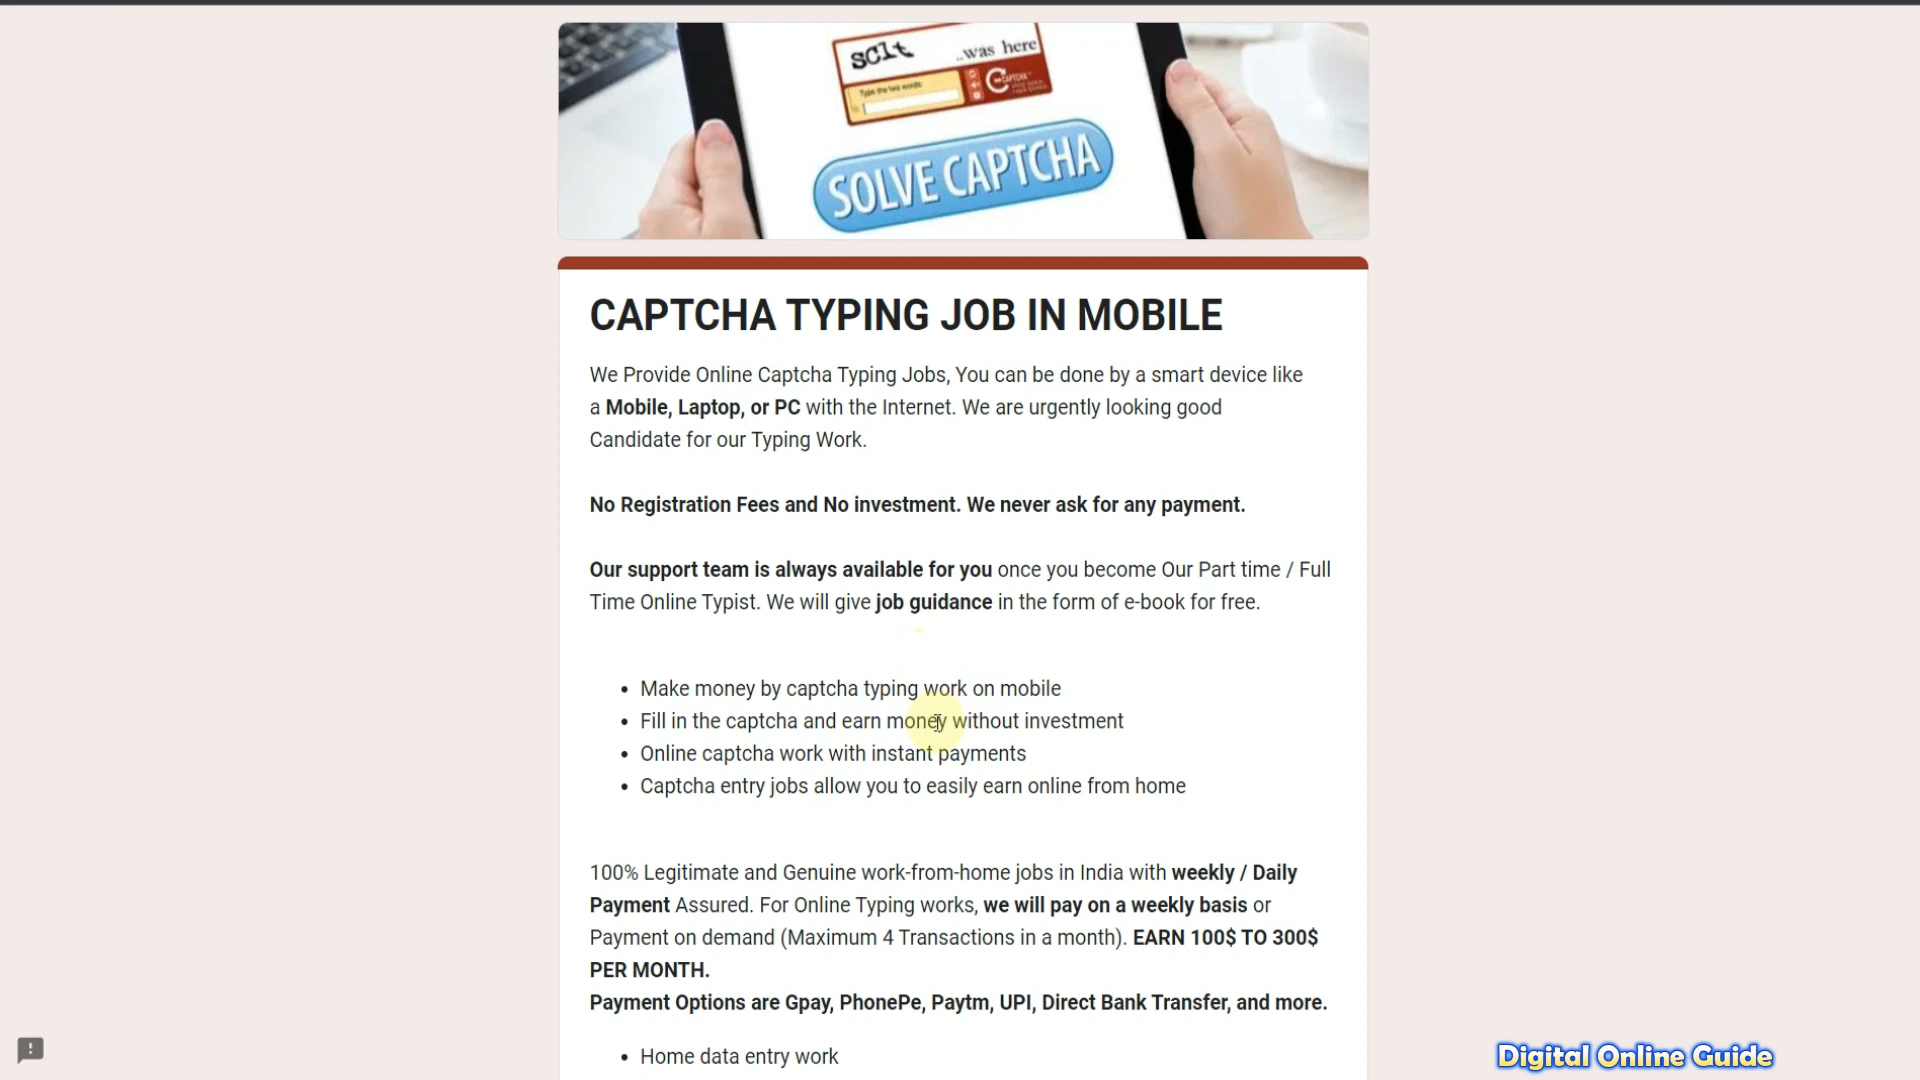 sclt ..was here
Type the two words:
CAPTCHA
SOLVE CAPTCHA
CAPTCHA TYPING JOB IN MOBILE
We Provide Online Captcha Typing Jobs, You can be done by a smart device like
a Mobile, Laptop, or PC with the Internet. We are urgently looking good
Candidate for our Typing Work.
No Registration Fees and No investment. We never ask for any payment.
Our support team is always available for you once you become Our Part time / Full
Time Online Typist. We will give job guidance in the form of e-book for free.
• Make money by captcha typing work on mobile
• Fill in the captcha and earn money without investment
• Online captcha work with instant payments
• Captcha entry jobs allow you to easily earn online from home
100% Legitimate and Genuine work-from-home jobs in India with weekly / Daily
Payment Assured. For Online Typing works, we will pay on a weekly basis or
Payment on demand (Maximum 4 Transactions in a month). EARN 100$ TO 300$
PER MONTH.
Payment Options are Gpay, PhonePe, Paytm, UPI, Direct Bank Transfer, and more.
• Home data entry work
Digital Online Guide